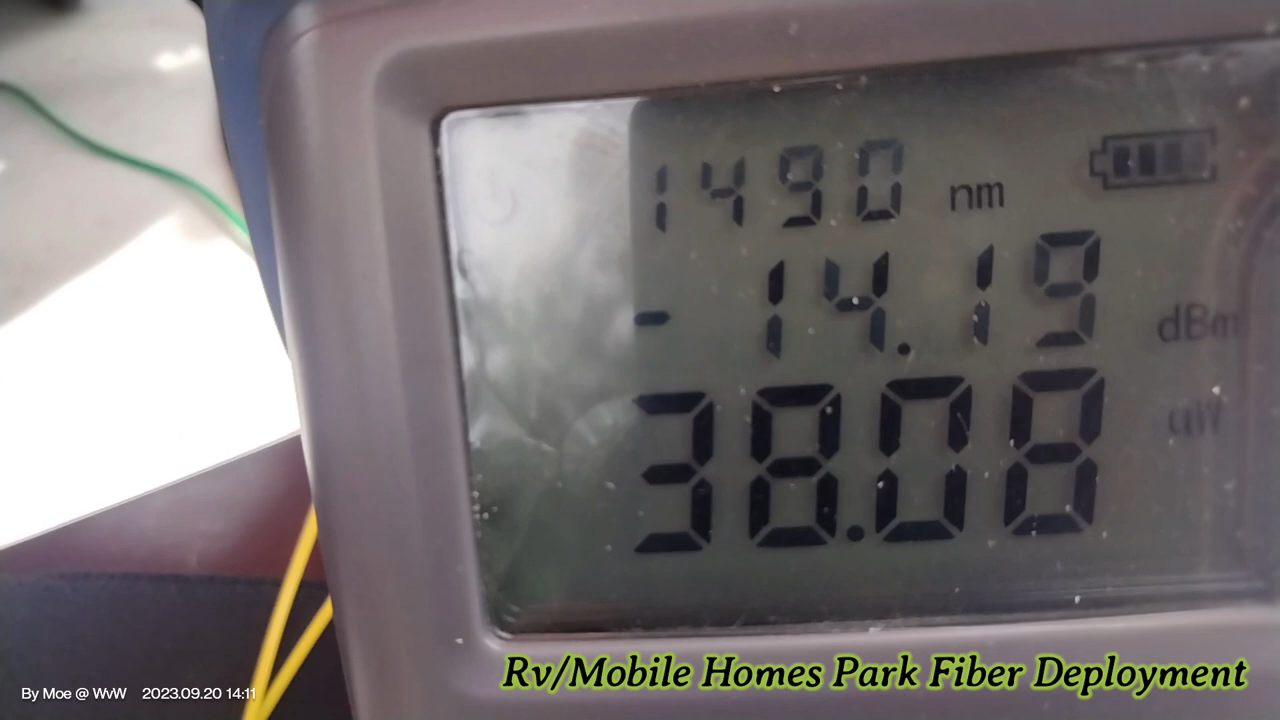 1490 nm
-14.19 dBm
38.08 uW
Rv/Mobile Homes Park Fiber Deployment
By Moe @ WvW 2023.09.20 14:11